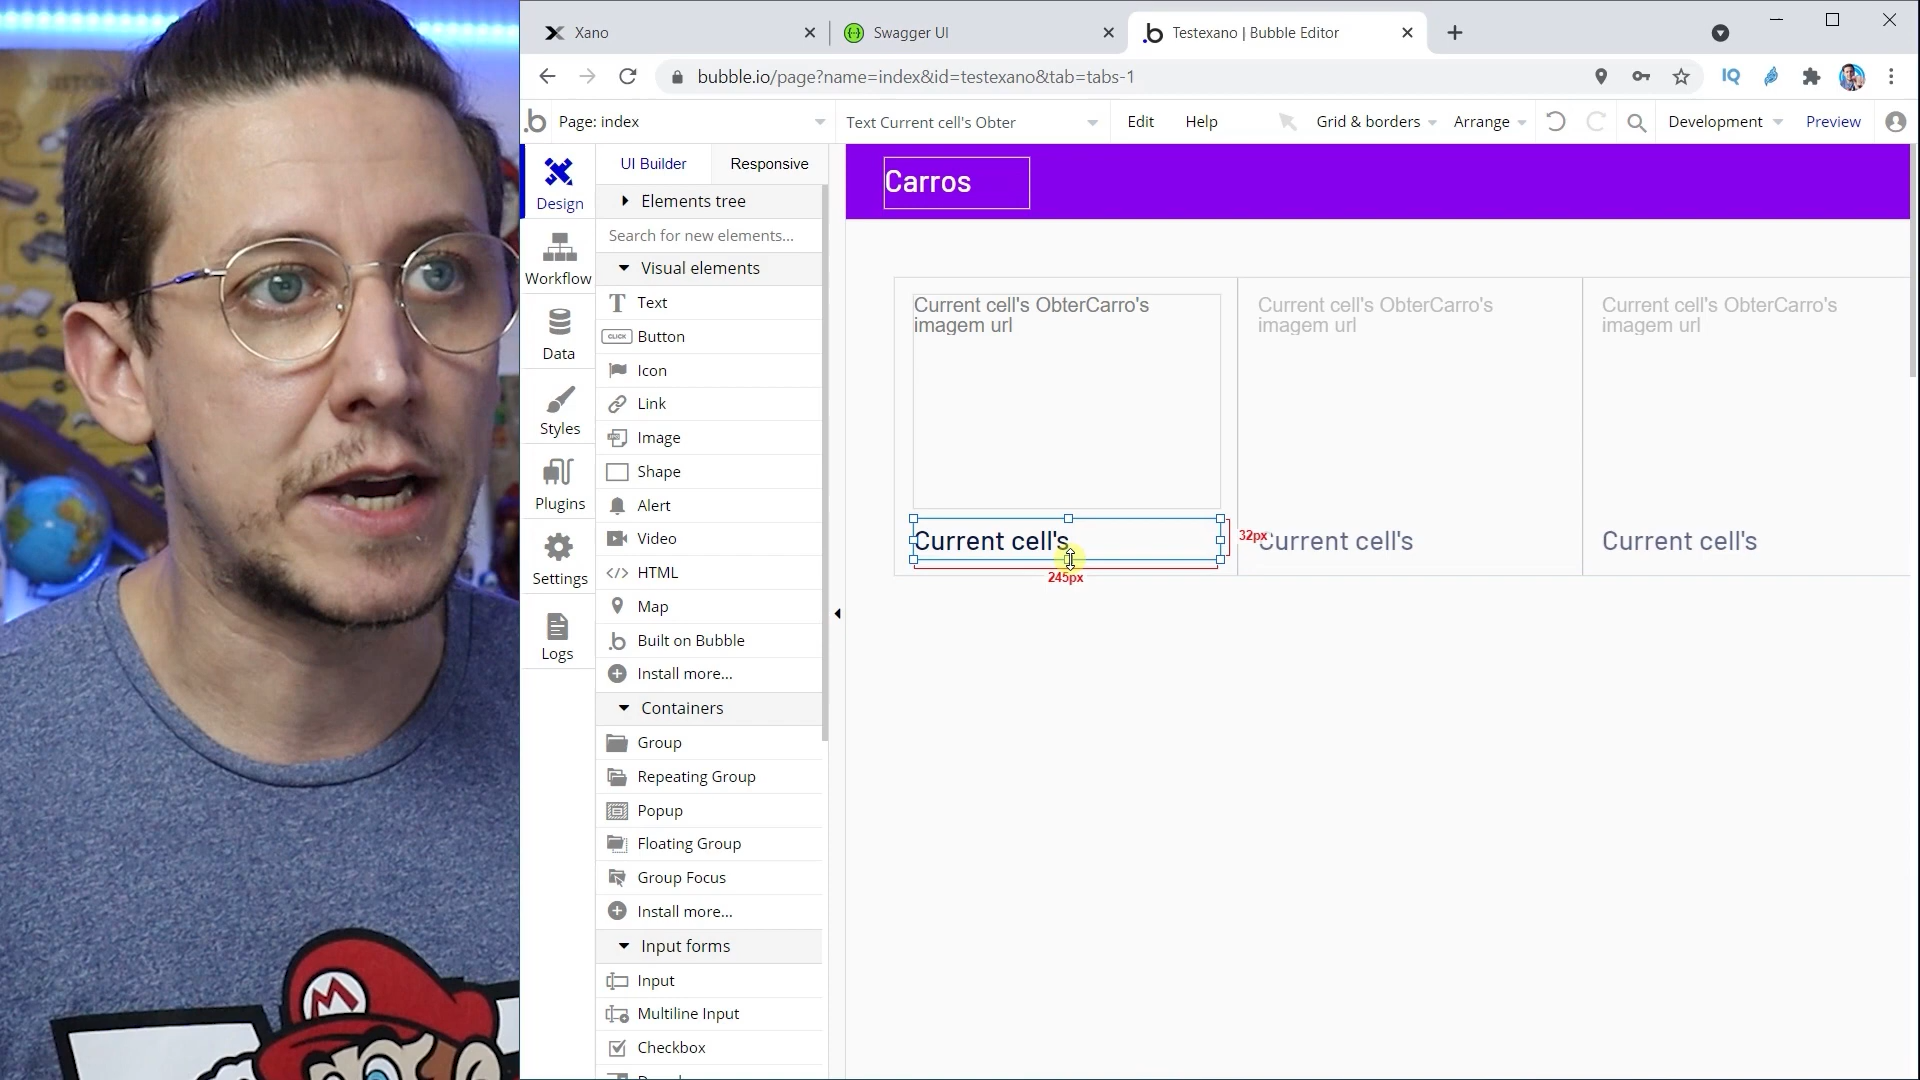 Xano
Swagger UI
Testexano | Bubble Editor
bubble.io/page?name=index&id=testexano&tab=tabs-1
IQ
Page: index
Text Current cell's Obter
Edit
Help
Grid & borders
Arrange
Development
Preview
Design
Workflow
Data
Styles
Plugins
Settings
Logs
UI Builder
Responsive
Elements tree
Search for new elements...
Visual elements
Text
CLICK
Button
Icon
Link
Image
Shape
Alert
Video
HTML
Map
Built on Bubble
Install more...
Containers
Group
Repeating Group
Popup
Floating Group
Group Focus
Install more...
Input forms
Input
Multiline Input
Checkbox
Carros
Current cell's ObterCarro's
imagem url
Current cell's ObterCarro's
imagem url
Current cell's ObterCarro's
imagem url
Current cell's
32px
Current cell's
Current cell's
245px
M